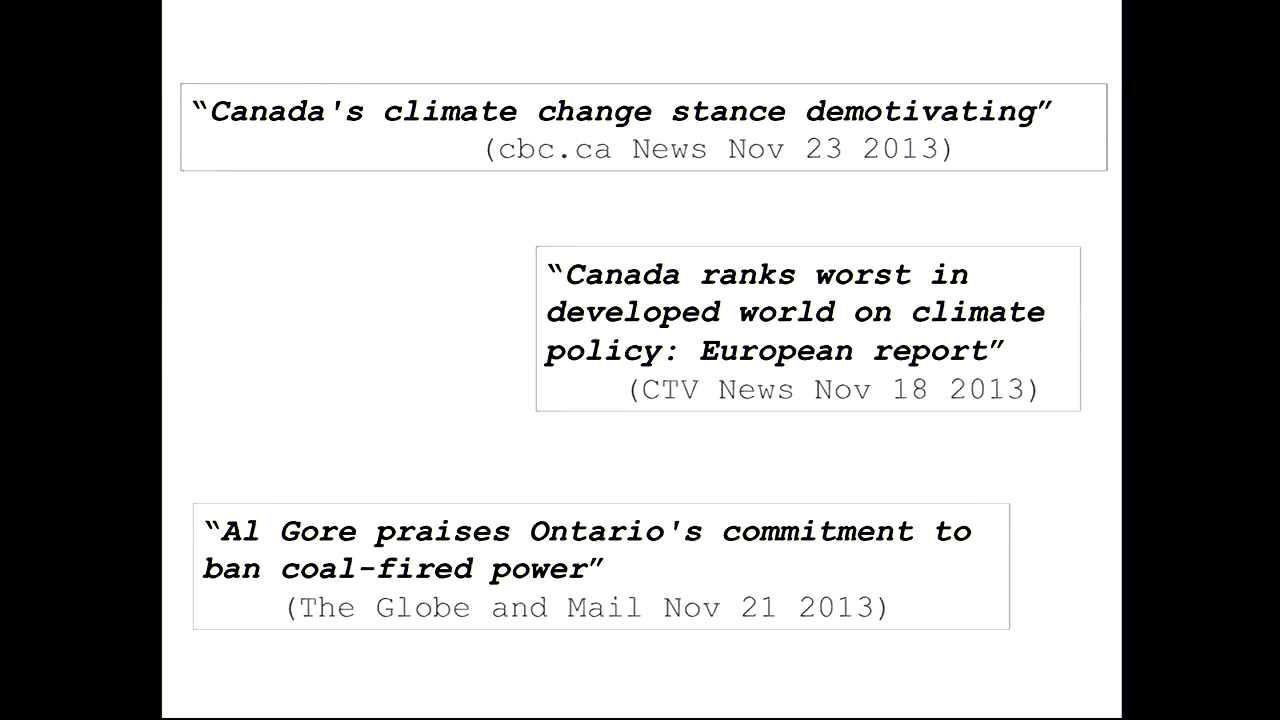 “Canada's climate change stance demotivating”
(cbc.ca News Nov 23 2013)
“Canada ranks worst in
developed world on climate
policy: European report”
(CTV News Nov 18 2013)
“Al Gore praises Ontario's commitment to
ban coal-fired power”
(The Globe and Mail Nov 21 2013)